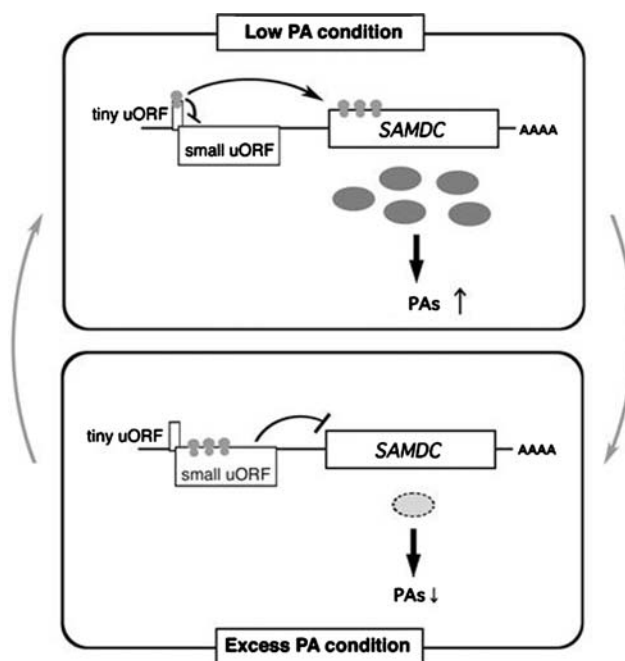 Low PA condition
tiny uORF
small uORF
SAMDC
AAAA
PAs ↑
tiny uORF
small uORF
SAMDC
AAAA
PAs ↓
Excess PA condition